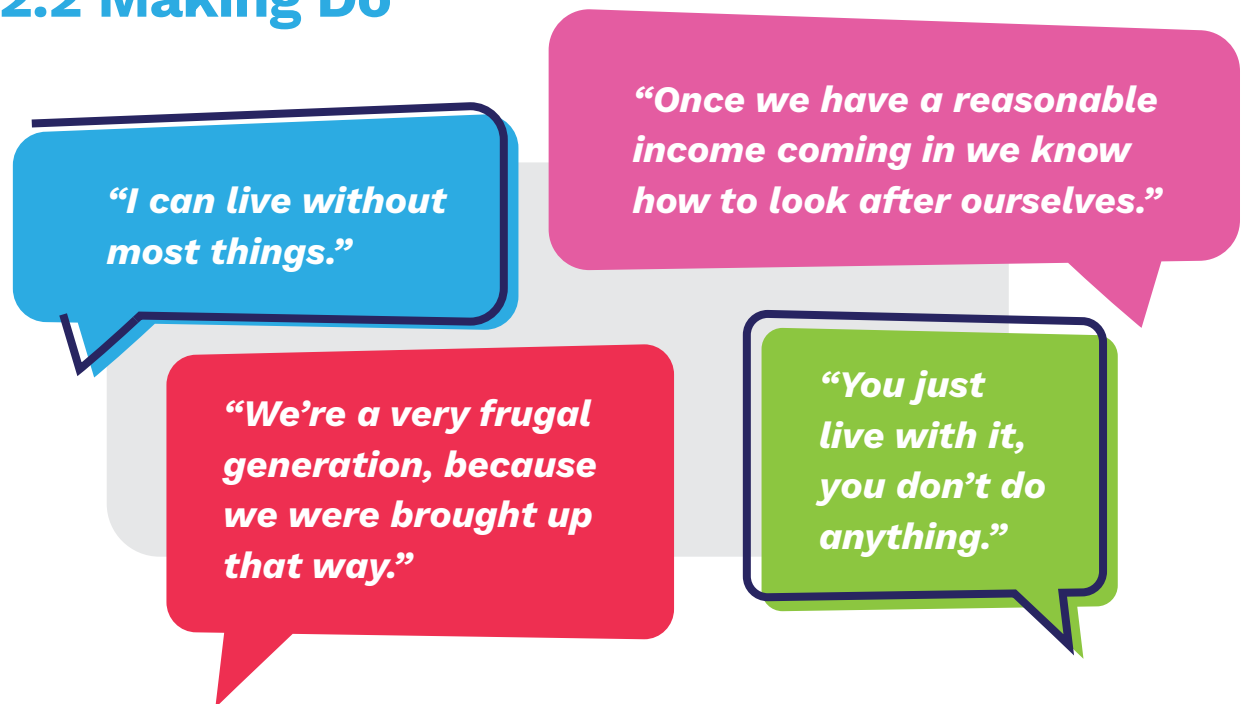 2.2 Making Do
“I can live without
most things.”
“Once we have a reasonable
income coming in we know
how to look after ourselves.”
“We’re a very frugal
generation, because
we were brought up
that way.”
“You just
live with it,
you don’t do
anything.”